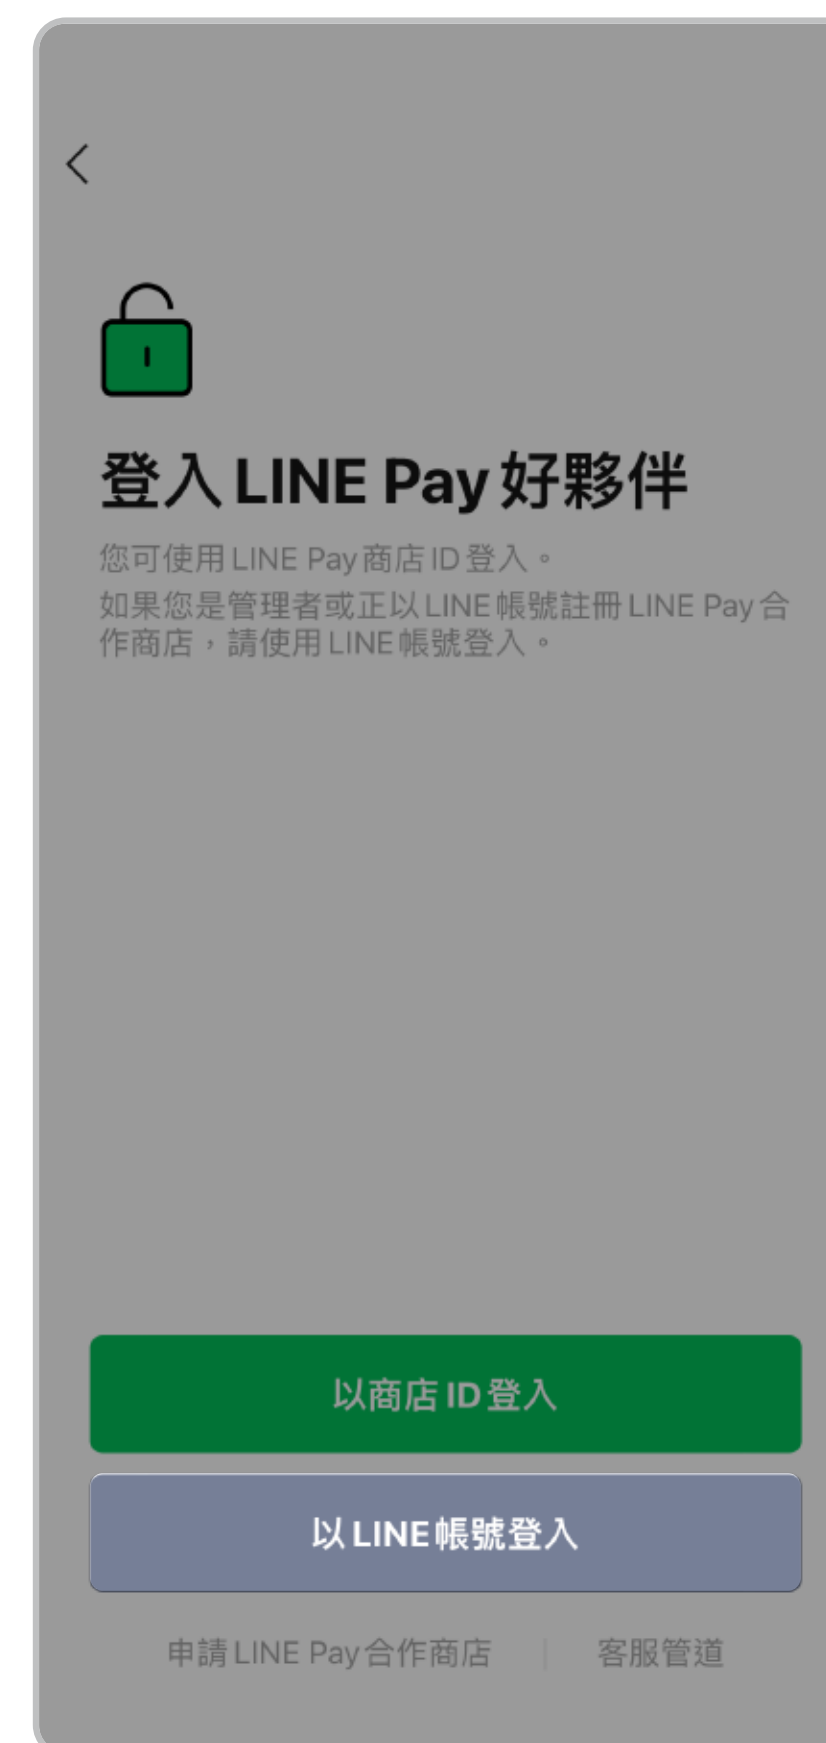 登入 LINE Pay 好夥伴
您可使用 LINE Pay 商店 ID 登入。
如果您是管理者或正以 LINE 帳號註冊 LINE Pay 合
作商店，請使用 LINE 帳號登入。
以商店 ID 登入
以 LINE 帳號登入
申請 LINE Pay 合作商店 | 客服管道